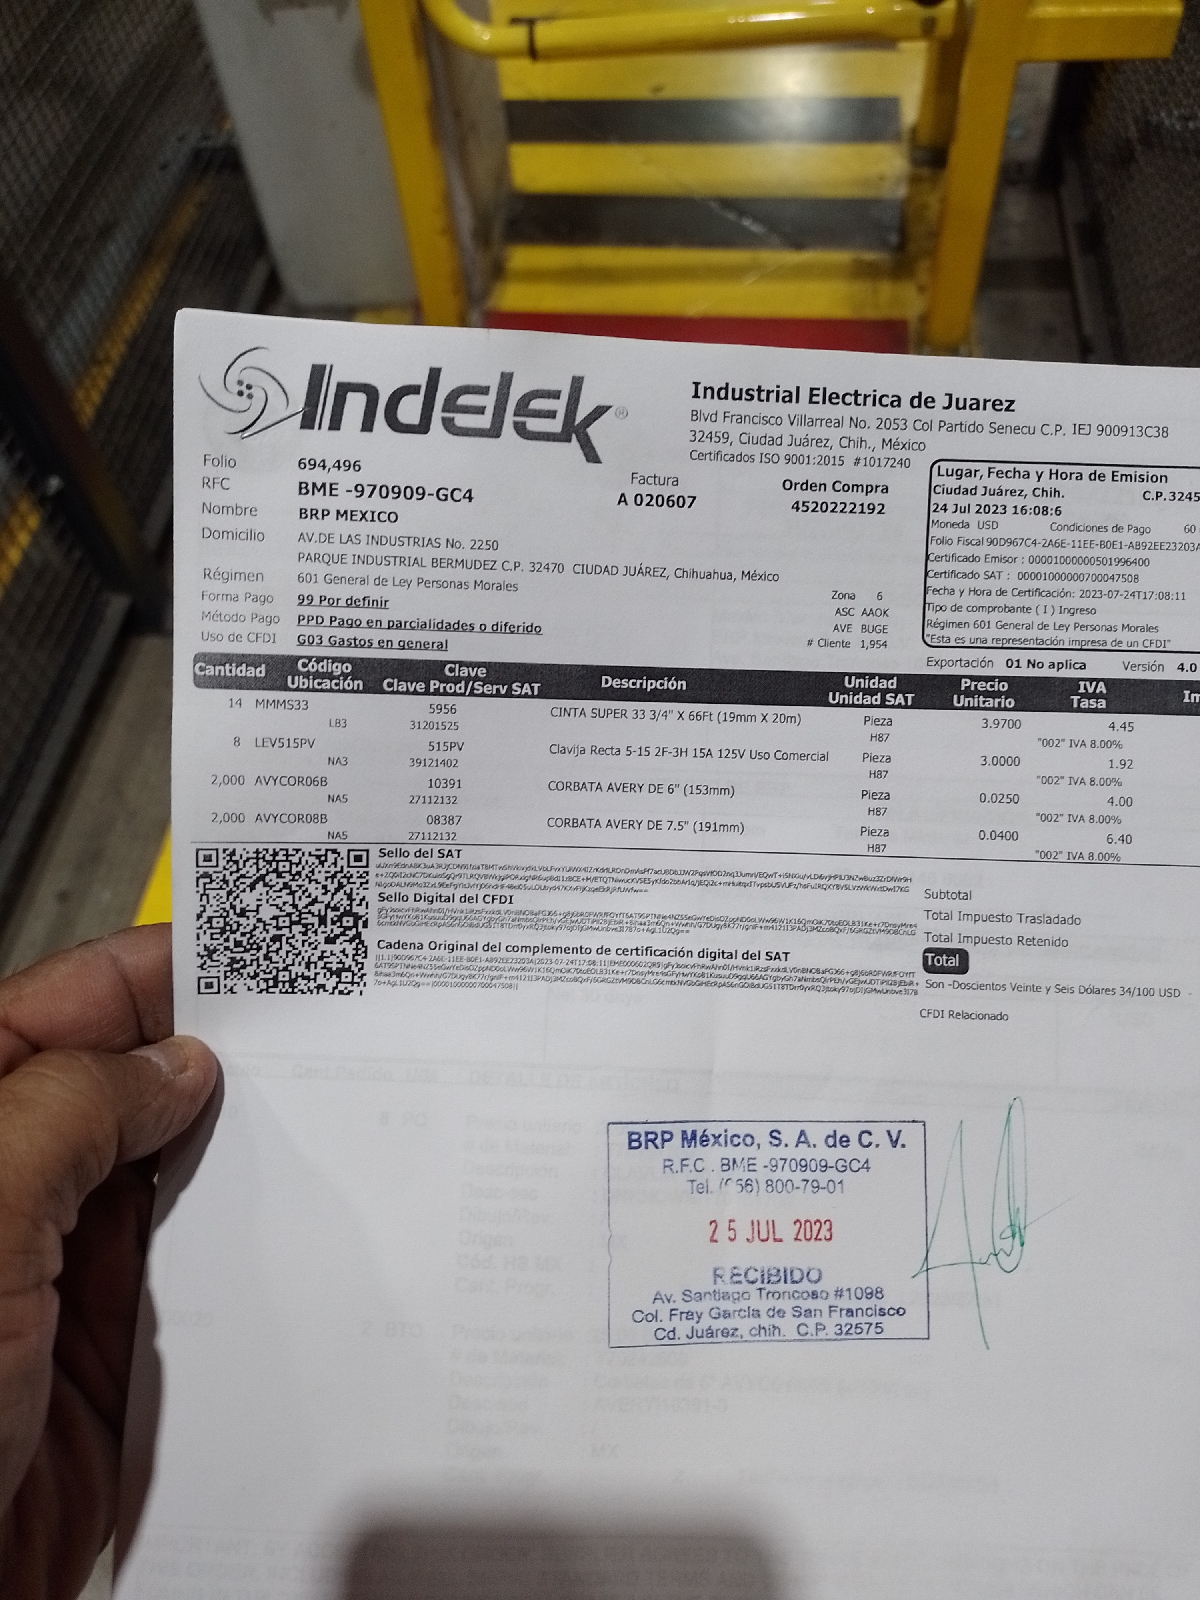 Indelek®
Industrial Electrica de Juarez
Blvd Francisco Villarreal No. 2053 Col Partido Senecu C.P. IEJ 900913C38
32459, Ciudad Juárez, Chih., México
Certificados ISO 9001:2015 #1017240
Folio 694,496
RFC BME -970909-GC4
Nombre BRP MEXICO
Domicilio AV.DE LAS INDUSTRIAS No. 2250
PARQUE INDUSTRIAL BERMUDEZ C.P. 32470 CIUDAD JUÁREZ, Chihuahua, México
Régimen 601 General de Ley Personas Morales
Forma Pago 99 Por definir
Método Pago PPD Pago en parcialidades o diferido
Uso de CFDI G03 Gastos en general
Factura
A 020607
Orden Compra
4520222192
Zona 6
ASC AAOK
AVE BUGE
# Cliente 1,954
Lugar, Fecha y Hora de Emision
Ciudad Juárez, Chih. C.P.3245
24 Jul 2023 16:08:6
Moneda USD Condiciones de Pago 60
Folio Fiscal 90D967C4-2A6E-11EE-B0E1-AB92EE23203A
Certificado Emisor : 00001000000501996400
Certificado SAT : 00001000000700047508
Fecha y Hora de Certificación: 2023-07-24T17:08:11
Tipo de comprobante ( I ) Ingreso
Régimen 601 General de Ley Personas Morales
"Esta es una representación impresa de un CFDI"
Exportación 01 No aplica Versión 4.0
Cantidad Código Clave Descripción Unidad Precio IVA Im
Ubicación Clave Prod/Serv SAT Unidad SAT Unitario Tasa
14 MMMS33 5956 CINTA SUPER 33 3/4" X 66Ft (19mm X 20m) Pieza 3.9700 4.45
LB3 31201525 H87 "002" IVA 8.00%
8 LEV515PV 515PV Clavija Recta 5-15 2F-3H 15A 125V Uso Comercial Pieza 3.0000 1.92
NA3 39121402 H87 "002" IVA 8.00%
2,000 AVYCOR06B 10391 CORBATA AVERY DE 6" (153mm) Pieza 0.0250 4.00
NA5 27112132 H87 "002" IVA 8.00%
2,000 AVYCOR08B 08387 CORBATA AVERY DE 7.5" (191mm) Pieza 0.0400 6.40
NA5 27112132 H87 "002" IVA 8.00%
Sello del SAT
Sello Digital del CFDI
Cadena Original del complemento de certificación digital del SAT
Subtotal
Total Impuesto Trasladado
Total Impuesto Retenido
Total
Son -Doscientos Veinte y Seis Dólares 34/100 USD -
CFDI Relacionado
BRP México, S. A. de C. V.
R.F.C . BME -970909-GC4
Tel. 56) 800-79-01
25 JUL 2023
RECIBIDO
Av. Santiago Troncoso #1098
Col. Fray García de San Francisco
Cd. Juárez, chih. C.P. 32575